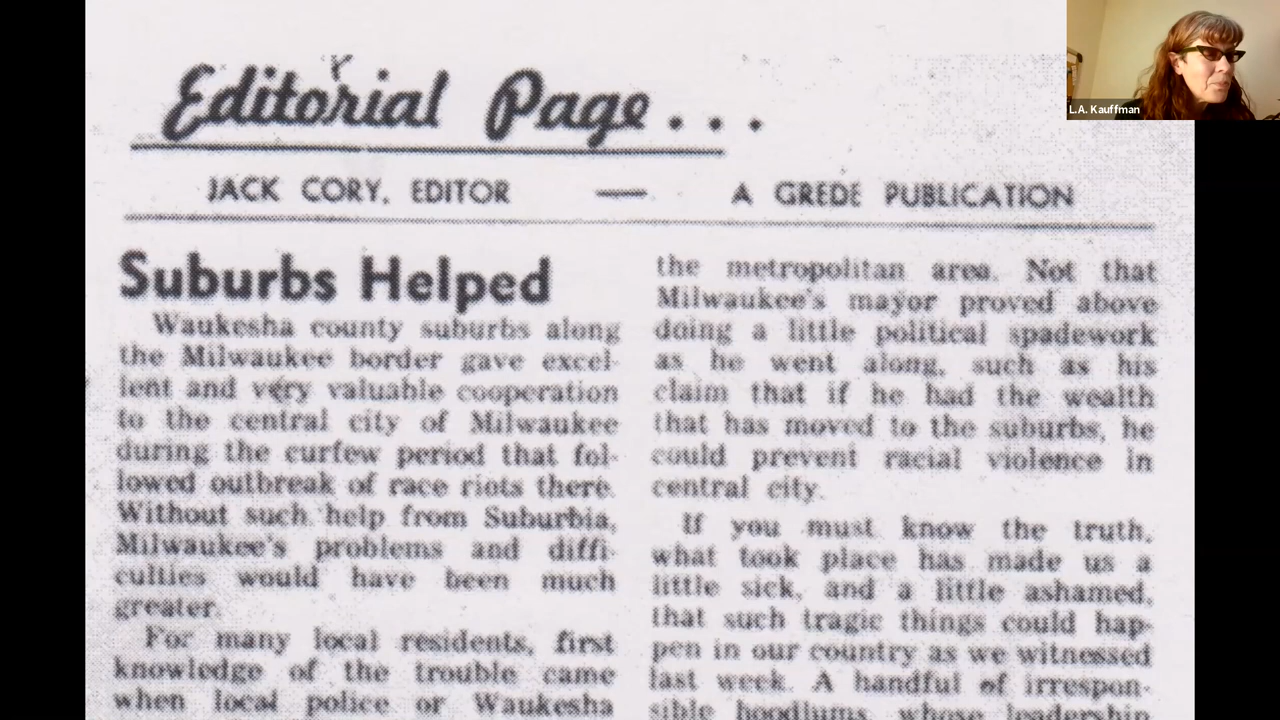 Editorial Page...
JACK CORY, EDITOR — A GREDE PUBLICATION
Suburbs Helped
Waukesha county suburbs along
the Milwaukee border gave excel-
lent and very valuable cooperation
to the central city of Milwaukee
during the curfew period that fol-
lowed outbreak of race riots there.
Without such help from Suburbia,
Milwaukee's problems and diffi-
culties would have been much
greater.
For many local residents, first
knowledge of the trouble came
when local police or Waukesha
the metropolitan area. Not that
Milwaukee's mayor proved above
doing a little political spadework
as he went along, such as his
claim that if he had the wealth
that has moved to the suburbs, he
could prevent racial violence in
central city.
If you must know the truth,
what took place has made us a
little sick, and a little ashamed,
that such tragic things could hap-
pen in our country as we witnessed
last week. A handful of irrespon-
sible hoodlums, whose leadership
L.A. Kauffman